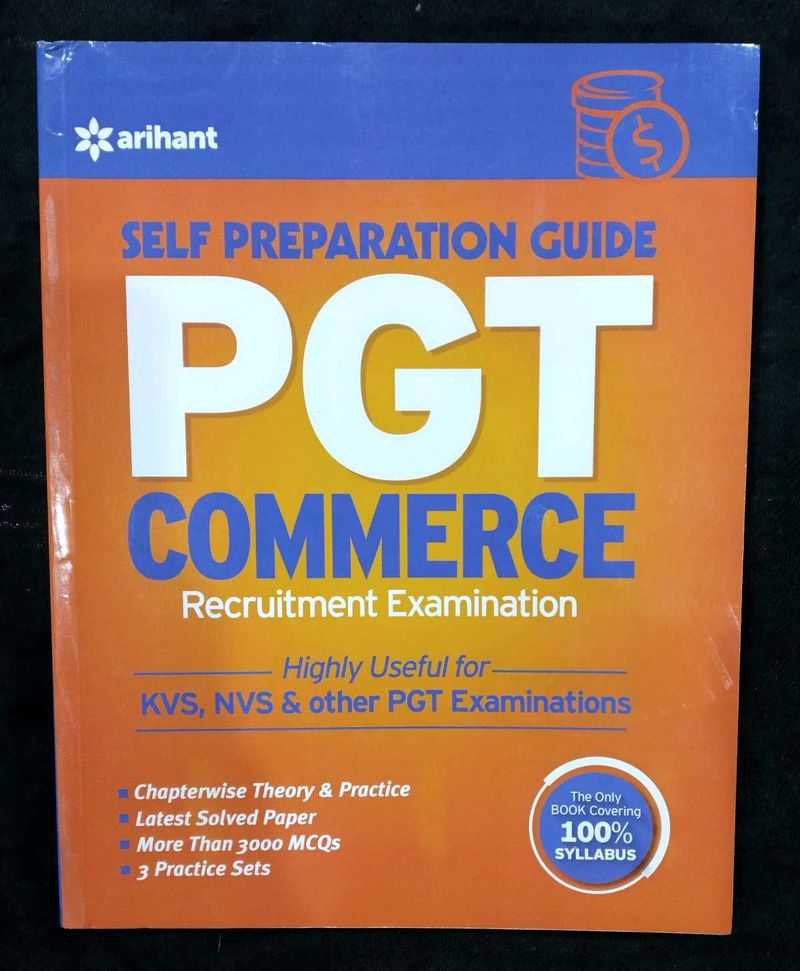 arihant
$
SELF PREPARATION GUIDE
PGT
COMMERCE
Recruitment Examination
Highly Useful for
KVS, NVS & other PGT Examinations
Chapterwise Theory & Practice
Latest Solved Paper
More Than 3000 MCQs
3 Practice Sets
The Only
BOOK Covering
100%
SYLLABUS